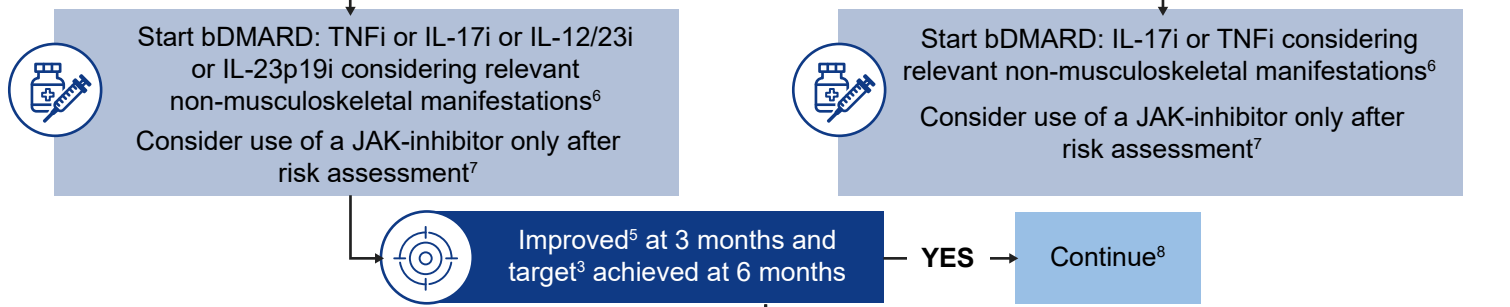 Start bDMARD: TNFi or IL-17i or IL-12/23i
or IL-23p19i considering relevant
non-musculoskeletal manifestations⁶
Consider use of a JAK-inhibitor only after
risk assessment⁷
Start bDMARD: IL-17i or TNFi considering
relevant non-musculoskeletal manifestations⁶
Consider use of a JAK-inhibitor only after
risk assessment⁷
Improved⁵ at 3 months and
target³ achieved at 6 months
YES
Continue⁸